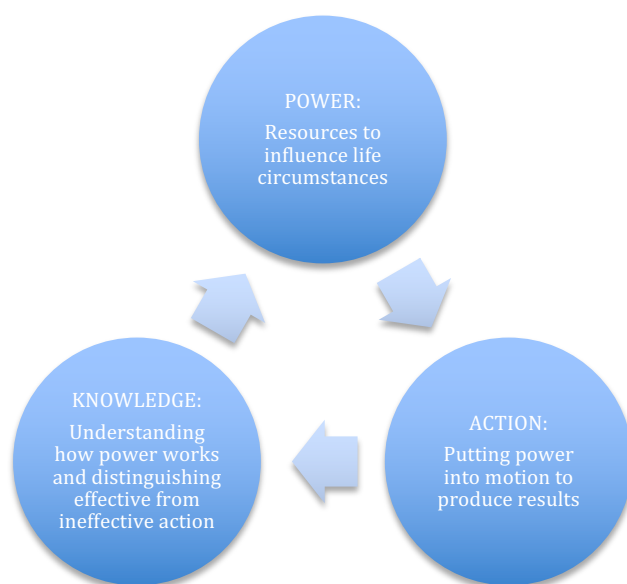 POWER:
Resources to
influence life
circumstances
KNOWLEDGE:
Understanding
how power works
and distinguishing
effective from
ineffective action
ACTION:
Putting power
into motion to
produce results